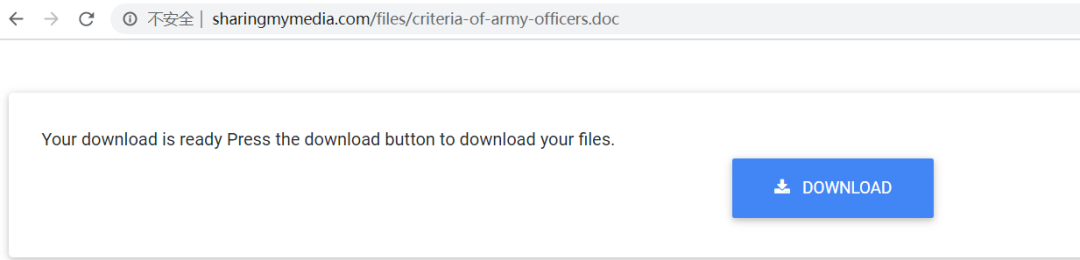 不安全 | sharingmymedia.com/files/criteria-of-army-officers.doc
Your download is ready Press the download button to download your files.
DOWNLOAD